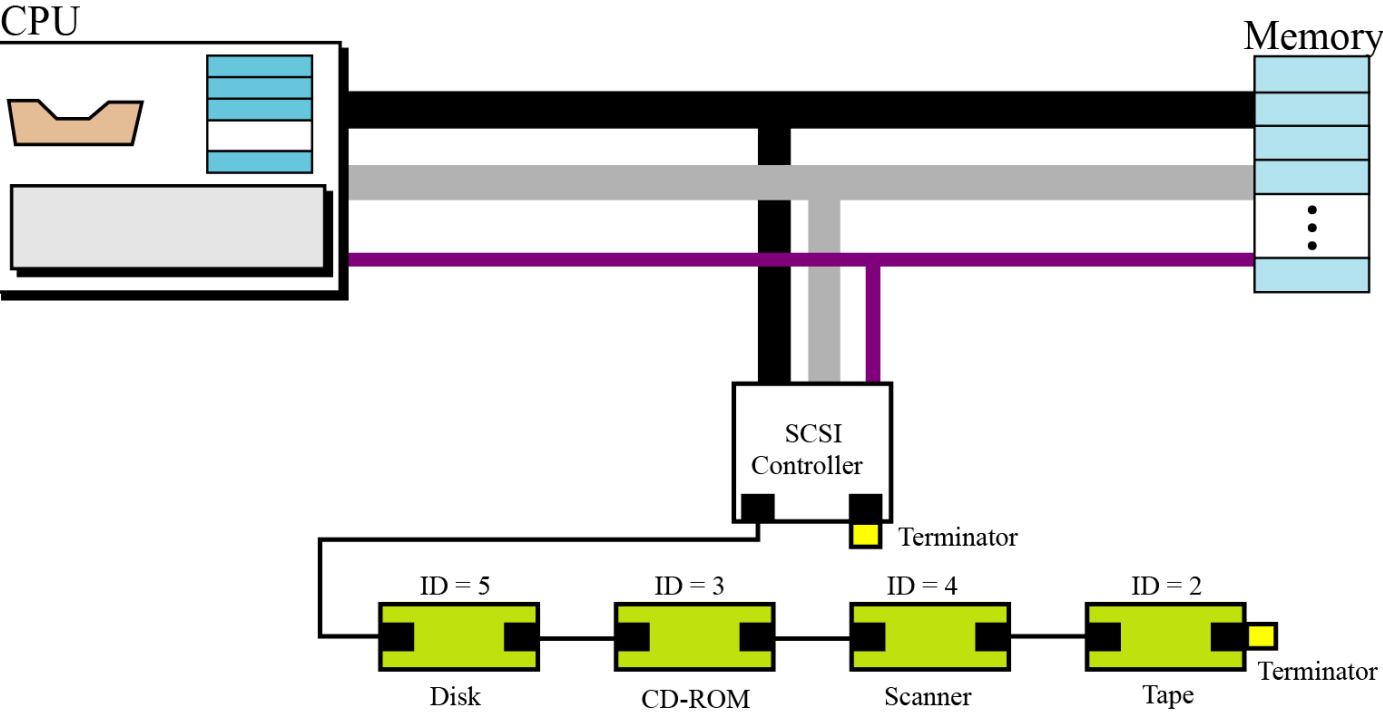 CPU
Memory
SCSI
Controller
Terminator
ID = 5
ID = 3
ID = 4
ID = 2
Disk
CD-ROM
Scanner
Tape
Terminator